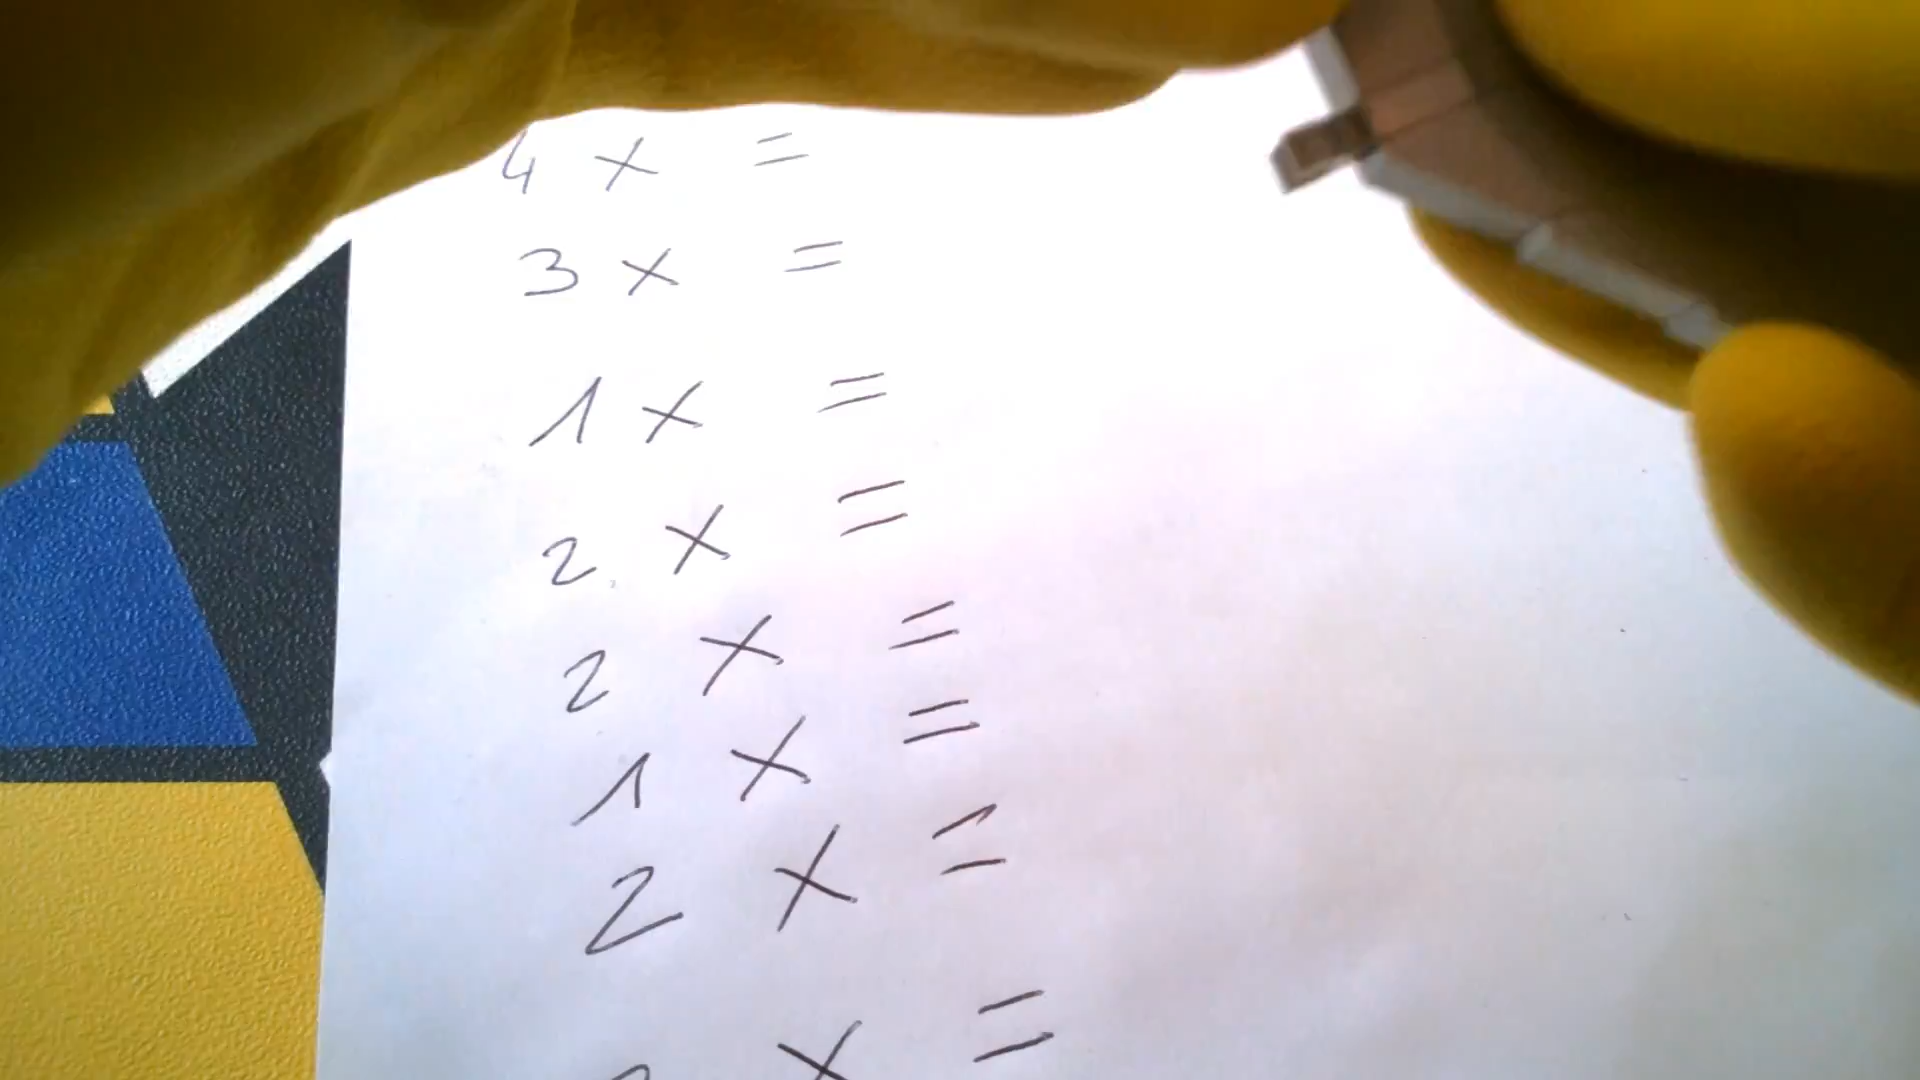 4 x =
3 x =
1 x =
2 x =
2 x =
1 x =
2 x =
x =